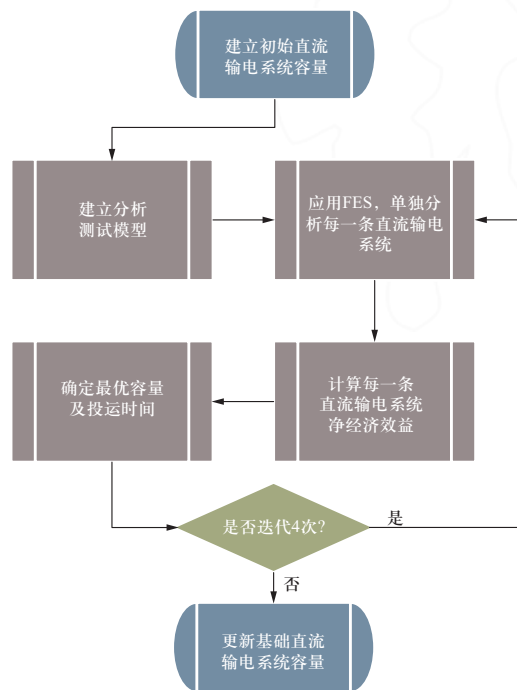 建立初始直流
输电系统容量
建立分析
测试模型
应用FES，单独分
析每一条直流输电
系统
确定最优容量
及投运时间
计算每一条
直流输电系统
净经济效益
是否迭代4次?
是
否
更新基础直流
输电系统容量